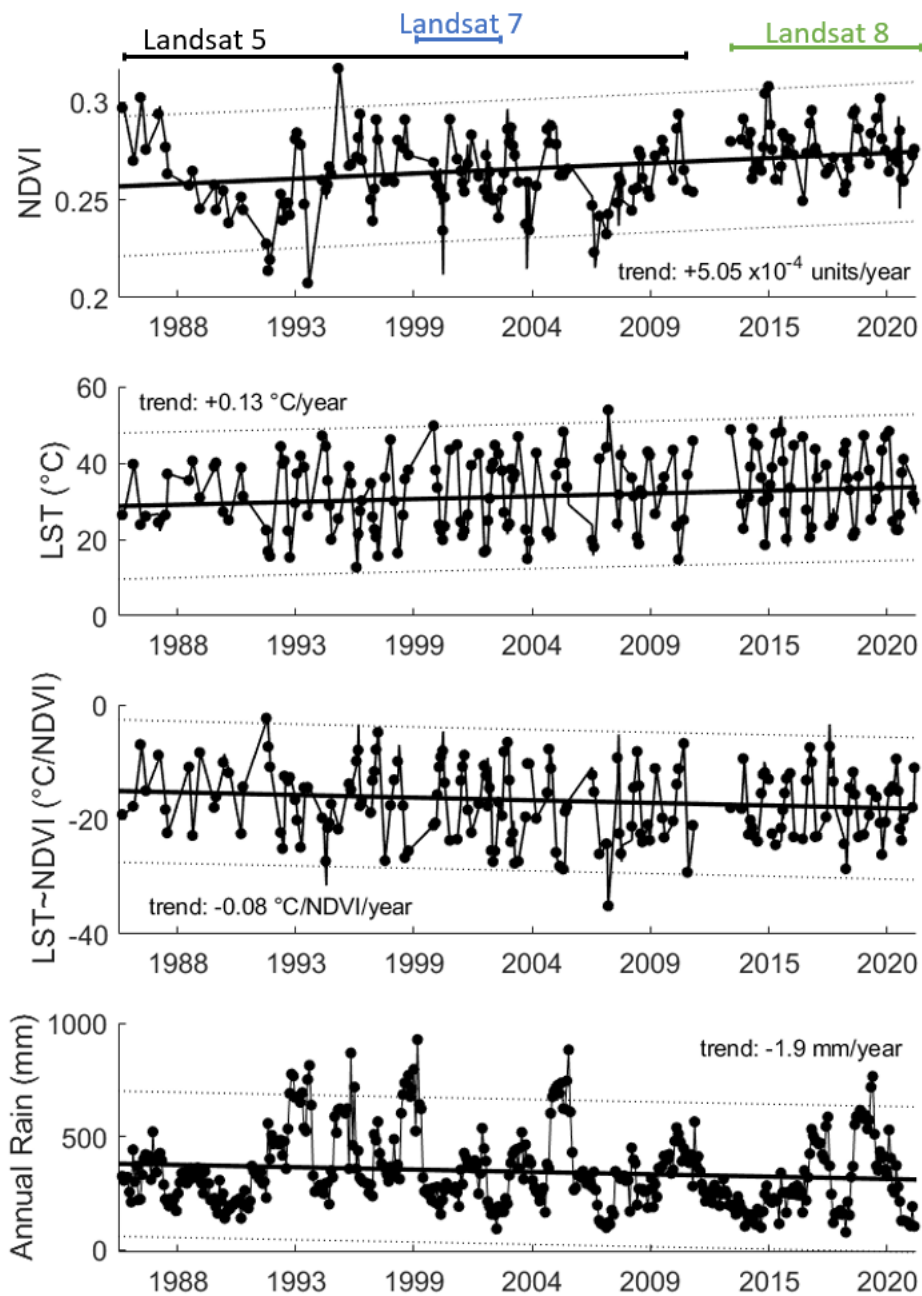 Landsat 5
Landsat 7
Landsat 8
NDVI
0.3
0.25
0.2
trend: +5.05 x10⁻⁴ units/year
1988 1993 1999 2004 2009 2015 2020
LST (°C)
60
40
20
0
trend: +0.13 °C/year
1988 1993 1999 2004 2009 2015 2020
LST~NDVI (°C/NDVI)
0
-20
-40
trend: -0.08 °C/NDVI/year
1988 1993 1999 2004 2009 2015 2020
Annual Rain (mm)
1000
500
0
trend: -1.9 mm/year
1988 1993 1999 2004 2009 2015 2020